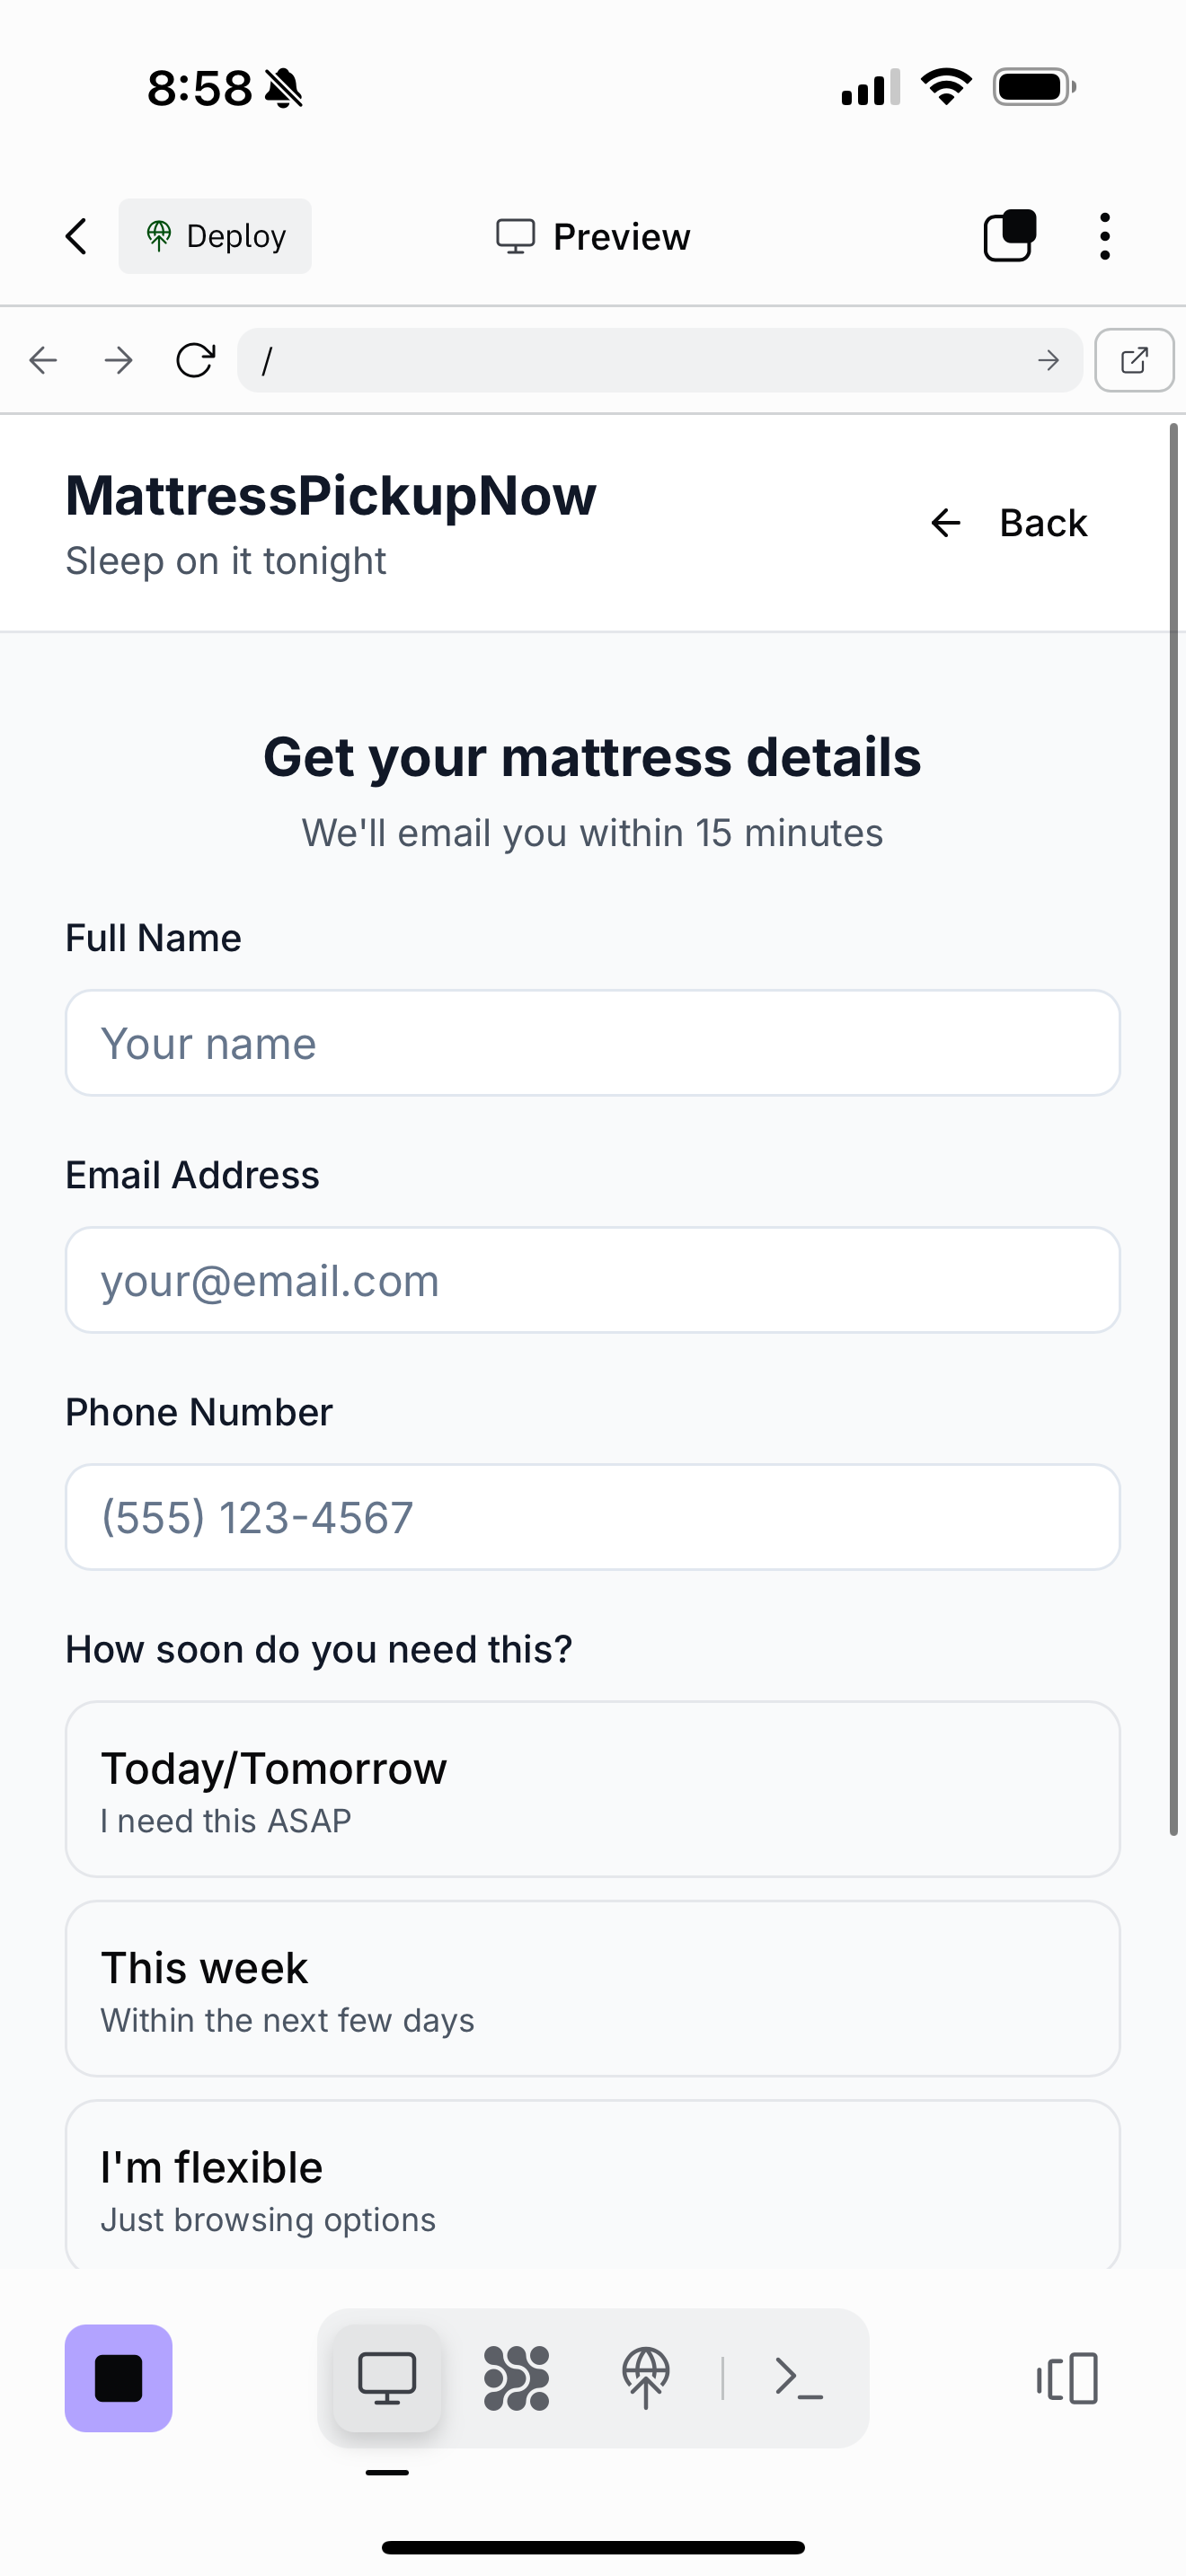 8:58
Deploy
Preview
/
MattressPickupNow
Sleep on it tonight
Back
Get your mattress details
We'll email you within 15 minutes
Full Name
Your name
Email Address
your@email.com
Phone Number
(555) 123-4567
How soon do you need this?
Today/Tomorrow
I need this ASAP
This week
Within the next few days
I'm flexible
Just browsing options